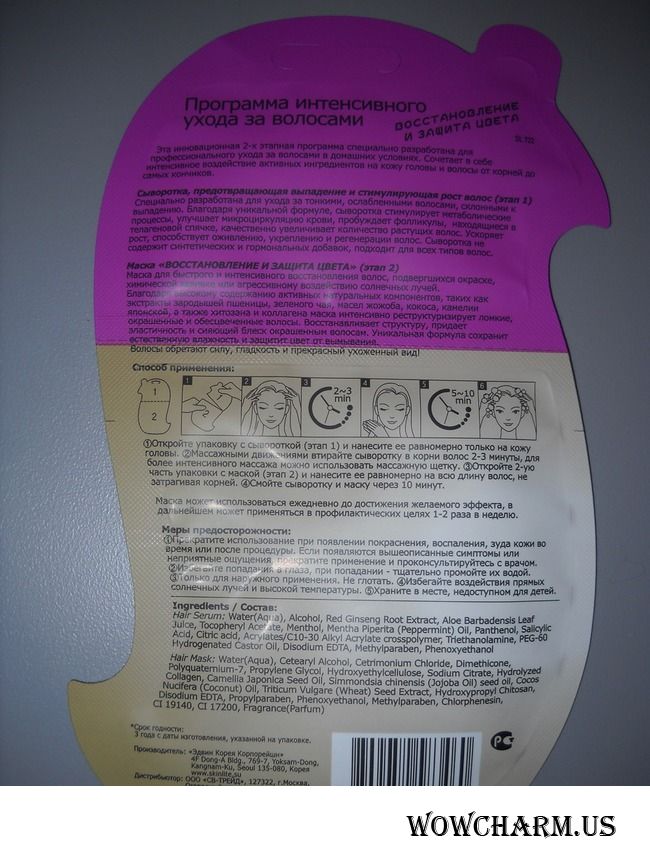 Программа интенсивного
ухода за волосами
ВОССТАНОВЛЕНИЕ
И ЗАЩИТА ЦВЕТА
SL 722
Эта инновационная 2-х этапная программа специально разработана для
профессионального ухода за волосами в домашних условиях. Сочетает в себе
интенсивное воздействие активных ингредиентов на кожу головы и волосы от корней до
самых кончиков.
Сыворотка, предотвращающая выпадение и стимулирующая рост волос (этап 1)
Специально разработана для ухода за тонкими, ослабленными волосами, склонными к
выпадению. Благодаря уникальной формуле, сыворотка стимулирует метаболические
процессы, улучшает микроциркуляцию крови, пробуждает фолликулы, находящиеся в
телагеновой спячке, качественно увеличивает количество растущих волос. Ускоряет
рост, способствует оживлению, укреплению и регенерации волос. Сыворотка не
содержит синтетических и гормональных добавок, подходит для всех типов волос.
Маска «ВОССТАНОВЛЕНИЕ И ЗАЩИТА ЦВЕТА» (этап 2)
Маска для быстрого и интенсивного восстановления волос, подвергшихся окраске,
химической завивке или агрессивному воздействию солнечных лучей.
Благодаря высокому содержанию активных натуральных компонентов, таких как
экстракты зародышей пшеницы, зеленого чая, масел жожоба, кокоса, камелии
японской, а также хитозана и коллагена маска интенсивно реструктуризирует ломкие,
окрашенные и обесцвеченные волосы. Восстанавливает структуру, придает
эластичность и сияющий блеск окрашенным волосам. Уникальная формула сохранит
естественную влажность и защитит цвет от вымывания.
Волосы обретают силу, гладкость и прекрасный ухоженный вид!
Способ применения:
1
2
1
2
3
2~3
min
4
5
5~10
min
6
①Откройте упаковку с сывороткой (этап 1) и нанесите ее равномерно только на кожу
головы. ②Массажными движениями втирайте сыворотку в корни волос 2-3 минуты, для
более интенсивного массажа можно использовать массажную щетку. ③Откройте 2-ую
часть упаковки с маской (этап 2) и нанесите ее равномерно на всю длину волос, не
затрагивая корней. ④Смойте сыворотку и маску через 10 минут.
Маска может использоваться ежедневно до достижения желаемого эффекта, в
дальнейшем может применяться в профилактических целях 1-2 раза в неделю.
Меры предосторожности:
①Прекратите использование при появлении покраснения, воспаления, зуда кожи во
время или после процедуры. Если появляются вышеописанные симптомы или
неприятные ощущения, прекратите применение и проконсультируйтесь с врачом.
②Избегайте попадания в глаза, при попадании - тщательно промойте их водой.
③Только для наружного применения. Не глотать. ④Избегайте воздействия прямых
солнечных лучей и высокой температуры. ⑤Храните в месте, недоступном для детей.
Ingredients / Состав:
Hair Serum: Water(Aqua), Alcohol, Red Ginseng Root Extract, Aloe Barbadensis Leaf
Juice, Tocopheryl Acetate, Menthol, Mentha Piperita (Peppermint) Oil, Panthenol, Salicylic
Acid, Citric acid, Acrylates/C10-30 Alkyl Acrylate crosspolymer, Triethanolamine, PEG-60
Hydrogenated Castor Oil, Disodium EDTA, Methylparaben, Phenoxyethanol
Hair Mask: Water(Aqua), Cetearyl Alcohol, Cetrimonium Chloride, Dimethicone,
Polyquaternium-7, Propylene Glycol, Hydroxyethylcellulose, Sodium Citrate, Hydrolyzed
Collagen, Camellia Japonica Seed Oil, Simmondsia chinensis (Jojoba Oil) seed oil, Cocos
Nucifera (Coconut) Oil, Triticum Vulgare (Wheat) Seed Extract, Hydroxypropyl Chitosan,
Disodium EDTA, Propylparaben, Phenoxyethanol, Methylparaben, Chlorphenesin,
CI 19140, CI 17200, Fragrance(Parfum)
*Срок годности:
3 года с даты изготовления, указанной на упаковке.
Производитель: «Эдвин Корея Корпорейшн»
4F Dong-A Bldg., 769-7, Yoksam-Dong,
Kangnam-Ku, Seoul 135-080, Корея
www.skinlite.su
Дистрибьютор: ООО «СВ-ТРЕЙД», 127322, г.Москва,
WOWCHARM.US